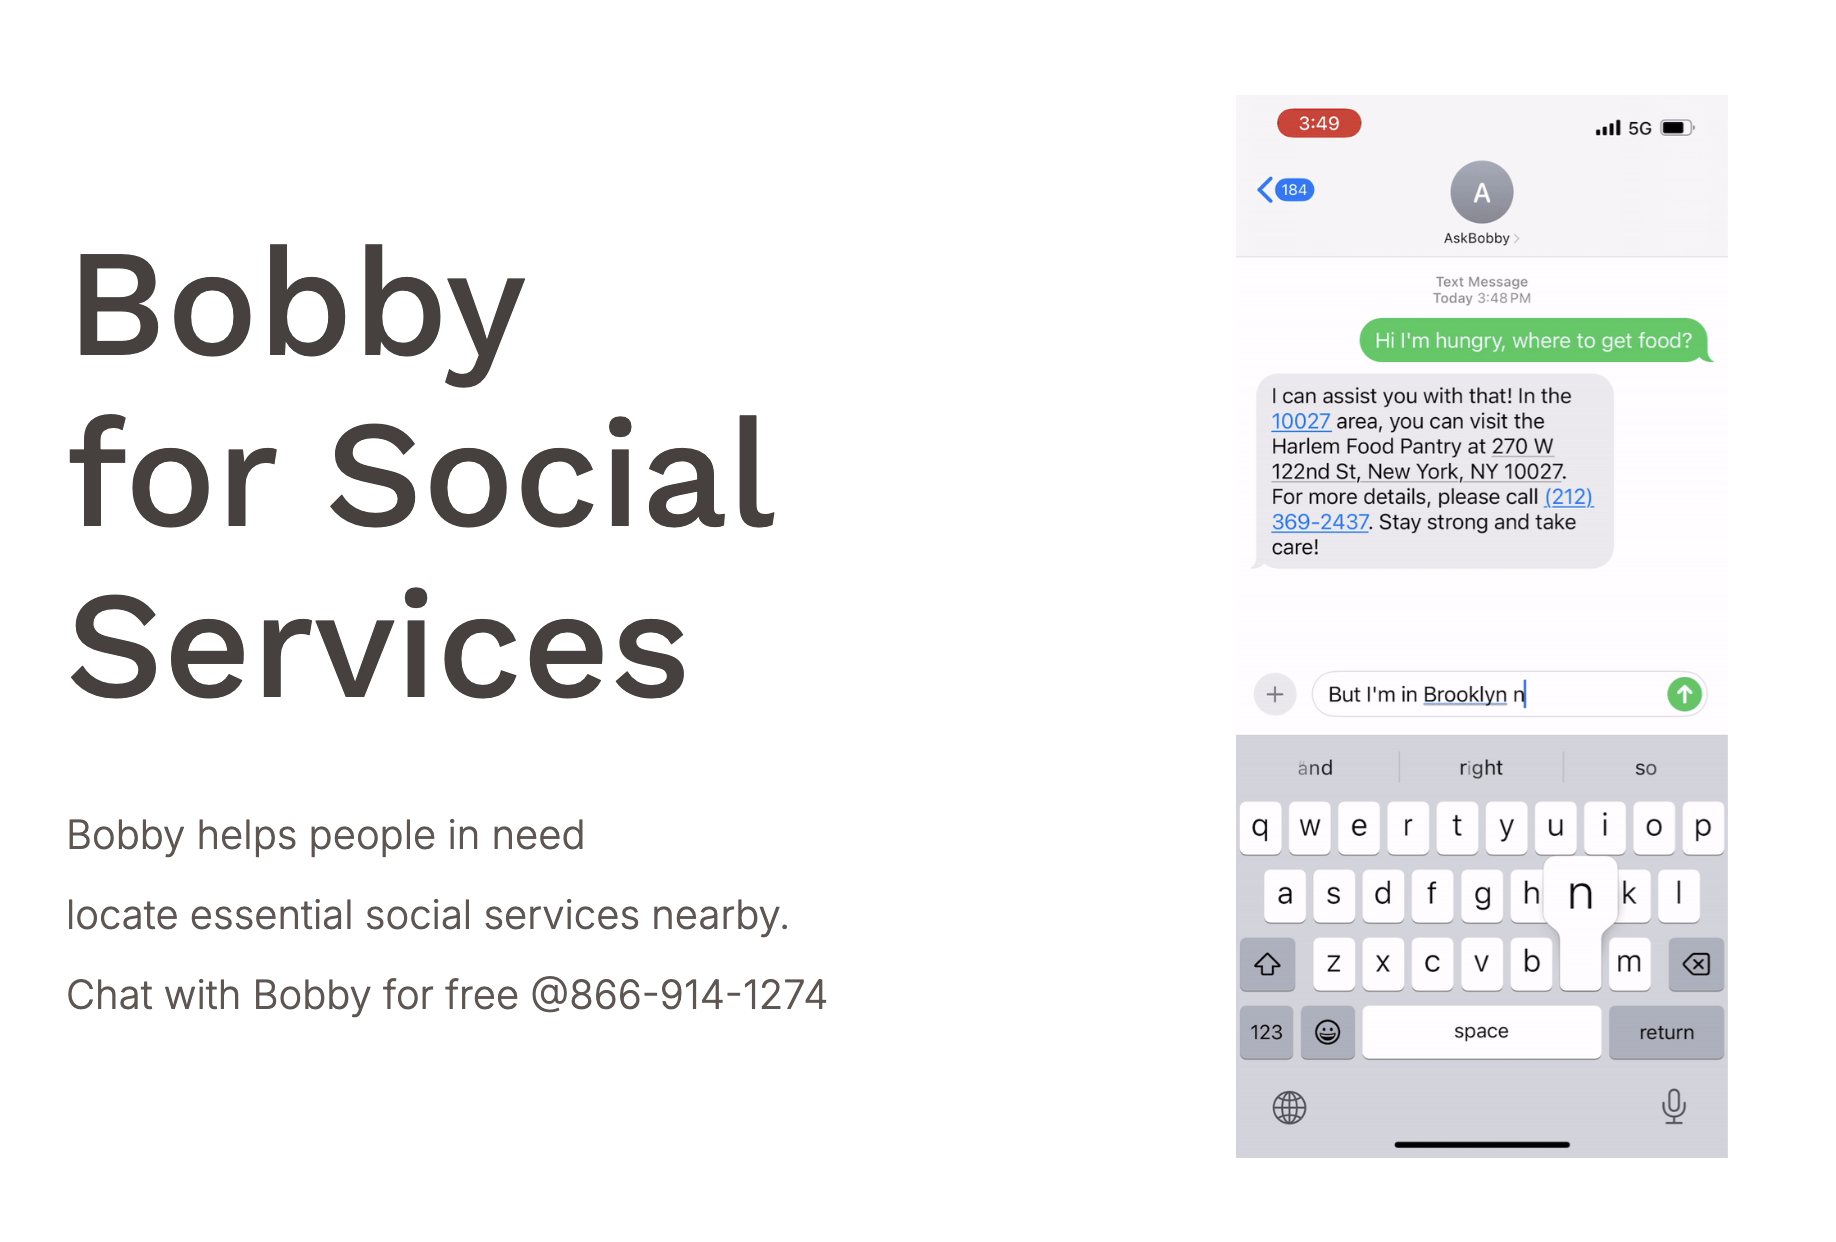 Bobby
for Social
Services
Bobby helps people in need
locate essential social services nearby.
Chat with Bobby for free @866-914-1274
3:49
5G
184
A
AskBobby
Text Message
Today 3:48 PM
Hi I'm hungry, where to get food?
I can assist you with that! In the
10027 area, you can visit the
Harlem Food Pantry at 270 W
122nd St, New York, NY 10027.
For more details, please call (212)
369-2437. Stay strong and take
care!
But I'm in Brooklyn n
and right so
q w e r t y u i o p
a s d f g h n k l
z x c v b m
123 space return